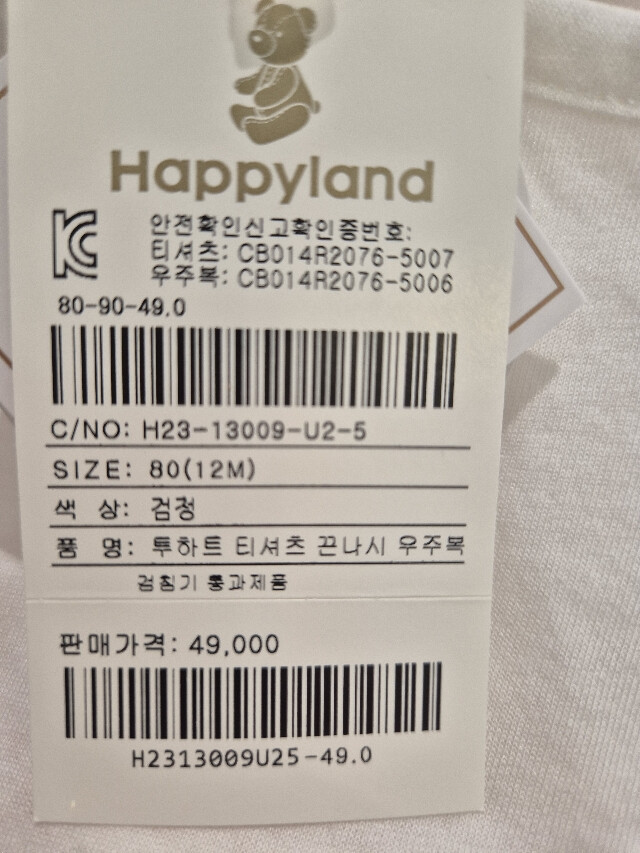 Happyland
안전확인신고확인증번호:
티셔츠: CB014R2076-5007
우주복: CB014R2076-5006
80-90-49.0
C/NO: H23-13009-U2-5
SIZE: 80(12M)
색 상: 검정
품 명: 투하트 티셔츠 끈나시 우주복
검침기 통과제품
판매가격: 49,000
H2313009U25-49.0